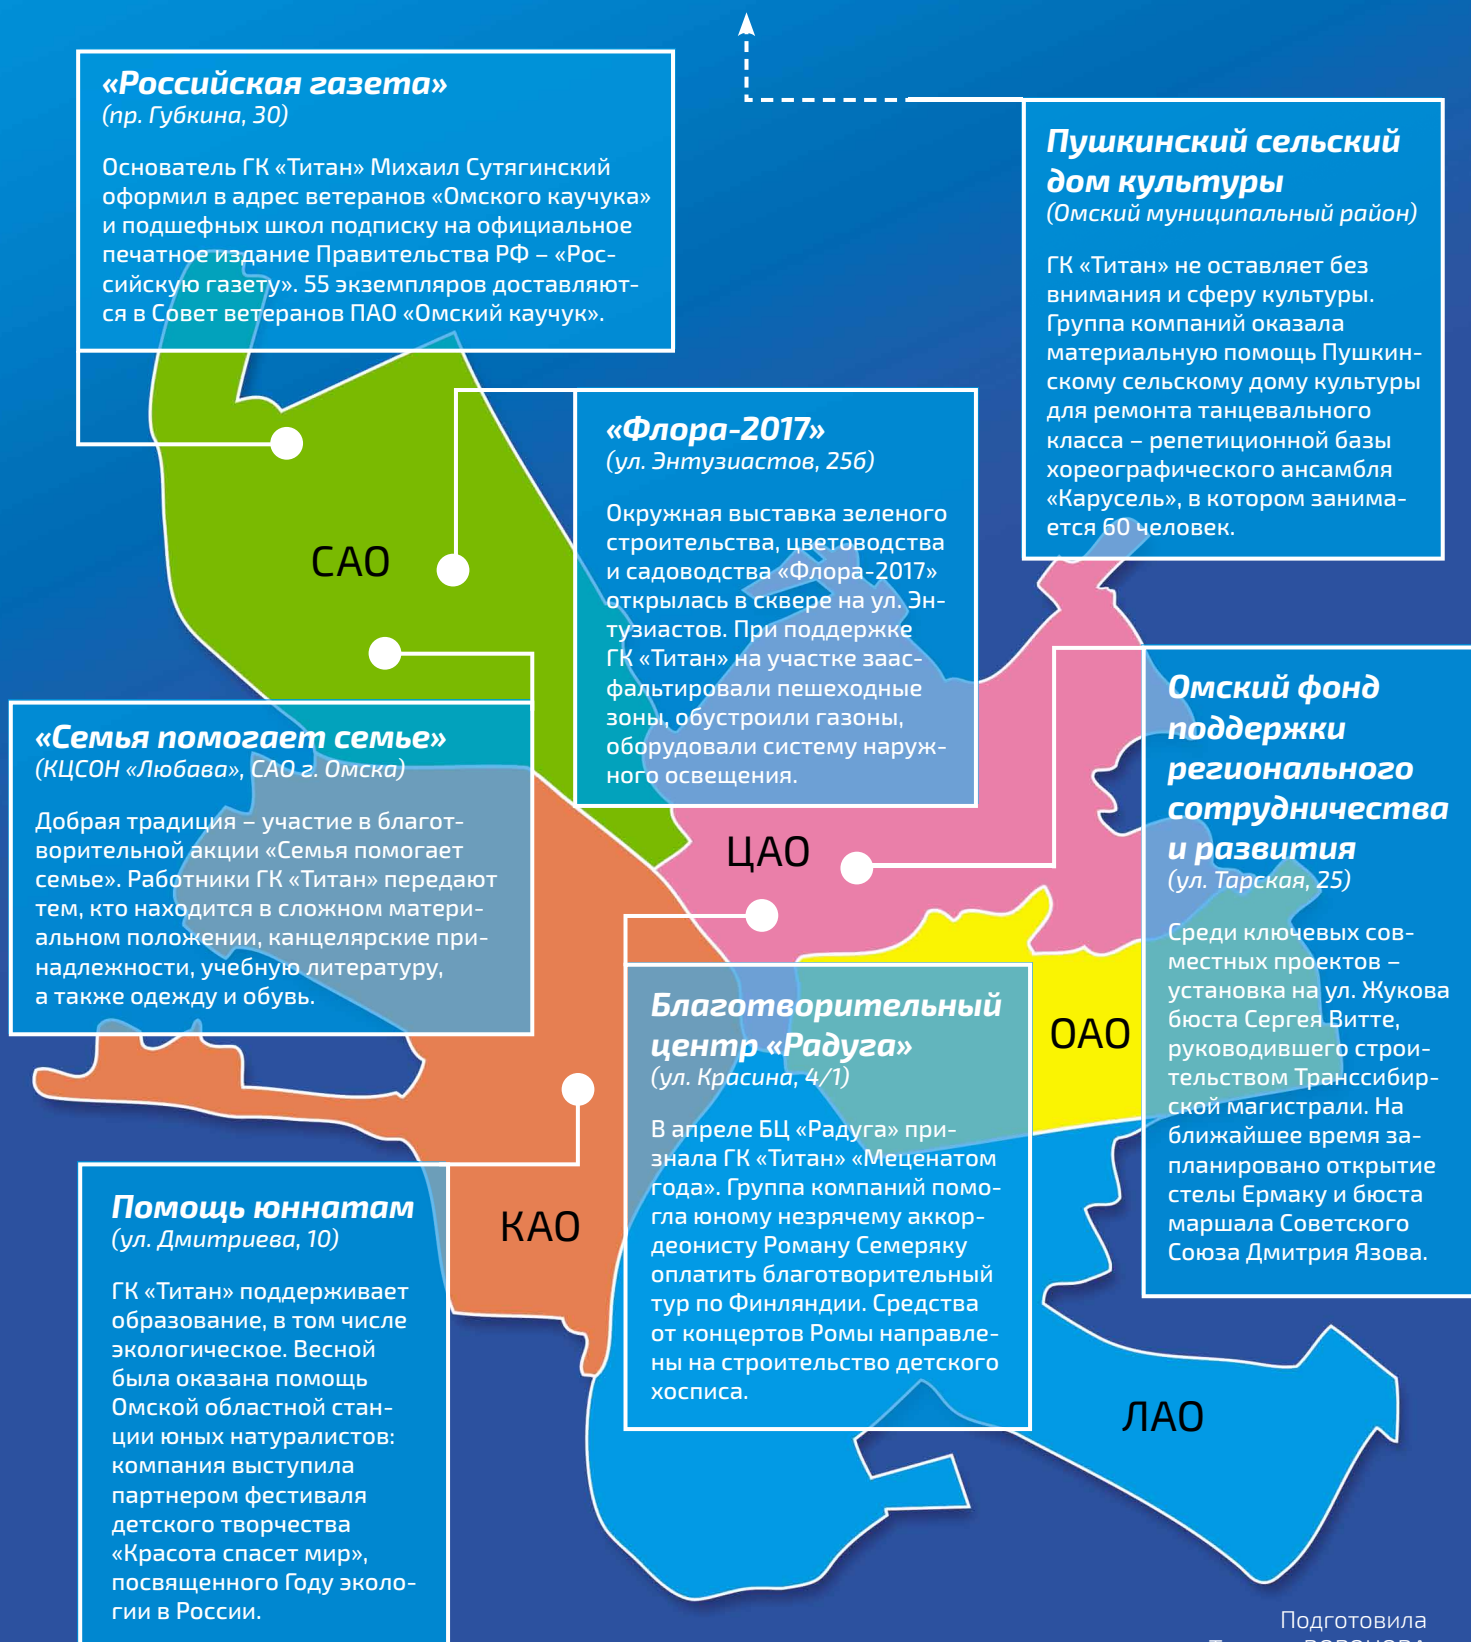 «Российская газета»
(пр. Губкина, 30)
Основатель ГК «Титан» Михаил Сутягинский
оформил в адрес ветеранов «Омского каучука»
и подшефных школ подписку на официальное
печатное издание Правительства РФ – «Рос-
сийскую газету». 55 экземпляров доставляют-
ся в Совет ветеранов ПАО «Омский каучук».
Пушкинский сельский
дом культуры
(Омский муниципальный район)
ГК «Титан» не оставляет без
внимания и сферу культуры.
Группа компаний оказала
материальную помощь Пушкин-
скому сельскому дому культуры
для ремонта танцевального
класса – репетиционной базы
хореографического ансамбля
«Карусель», в котором занима-
ется 60 человек.
«Флора-2017»
(ул. Энтузиастов, 25б)
Окружная выставка зеленого
строительства, цветоводства
и садоводства «Флора-2017»
открылась в сквере на ул. Эн-
тузиастов. При поддержке
ГК «Титан» на участке заас-
фальтировали пешеходные
зоны, обустроили газоны,
оборудовали систему наруж-
ного освещения.
САО
«Семья помогает семье»
(КЦСОН «Любава», САО г. Омска)
Добрая традиция – участие в благот-
ворительной акции «Семья помогает
семье». Работники ГК «Титан» передают
тем, кто находится в сложном матери-
альном положении, канцелярские при-
надлежности, учебную литературу,
а также одежду и обувь.
ЦАО
Омский фонд
поддержки
регионального
сотрудничества
и развития
(ул. Тарская, 25)
Среди ключевых сов-
местных проектов –
установка на ул. Жукова
бюста Сергея Витте,
руководившего строи-
тельством Транссибир-
ской магистрали. На
ближайшее время за-
планировано открытие
стелы Ермаку и бюста
маршала Советского
Союза Дмитрия Язова.
ОАО
Благотворительный
центр «Радуга»
(ул. Красина, 4/1)
В апреле БЦ «Радуга» при-
знала ГК «Титан» «Меценатом
года». Группа компаний помо-
гла юному незрячему аккор-
деонисту Роману Семеряку
оплатить благотворительный
тур по Финляндии. Средства
от концертов Ромы направле-
ны на строительство детского
хосписа.
КАО
Помощь юннатам
(ул. Дмитриева, 10)
ГК «Титан» поддерживает
образование, в том числе
экологическое. Весной
была оказана помощь
Омской областной стан-
ции юных натуралистов:
компания выступила
партнером фестиваля
детского творчества
«Красота спасет мир»,
посвященного Году эколо-
гии в России.
ЛАО
Подготовила